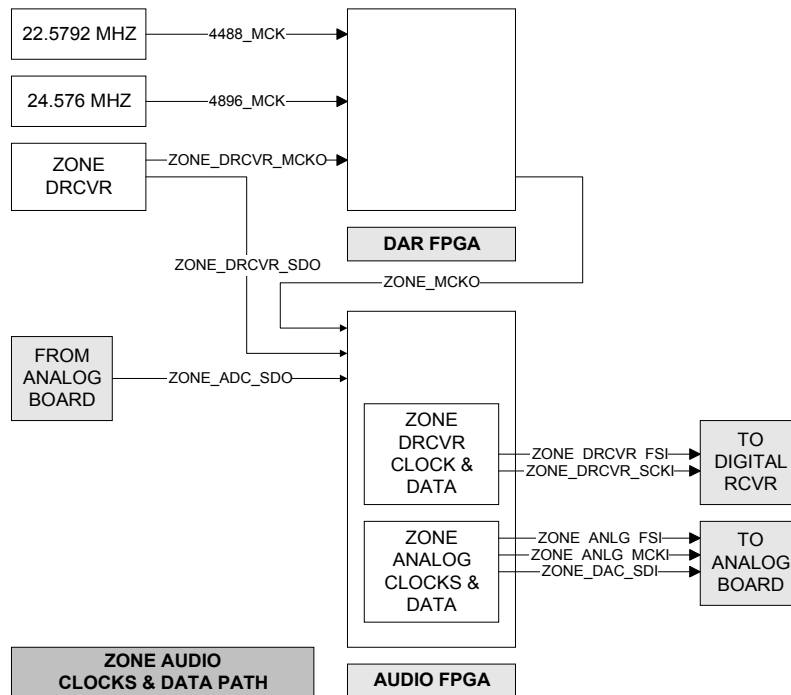 22.5792 MHZ
4488_MCK
24.576 MHZ
4896_MCK
ZONE
DRCVR
ZONE_DRCVR_MCKO
DAR FPGA
ZONE_DRCVR_SDO
ZONE_MCKO
FROM
ANALOG
BOARD
ZONE_ADC_SDO
ZONE
DRCVR
CLOCK &
DATA
ZONE_DRCVR_FSI
ZONE_DRCVR_SCKI
TO
DIGITAL
RCVR
ZONE
ANALOG
CLOCKS &
DATA
ZONE_ANLG_FSI
ZONE_ANLG_MCKI
ZONE_DAC_SDI
TO
ANALOG
BOARD
ZONE AUDIO
CLOCKS & DATA PATH
AUDIO FPGA